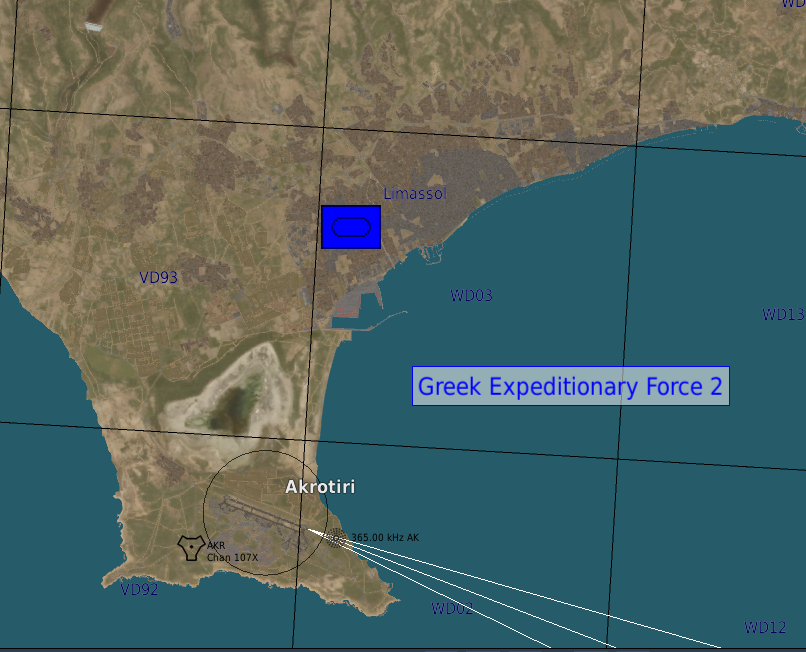 WD
Limassol
VD93
WD03
WD13
Greek Expeditionary Force 2
Akrotiri
365.00 kHz AK
AKR
Chan 107X
VD92
WD02
WD12